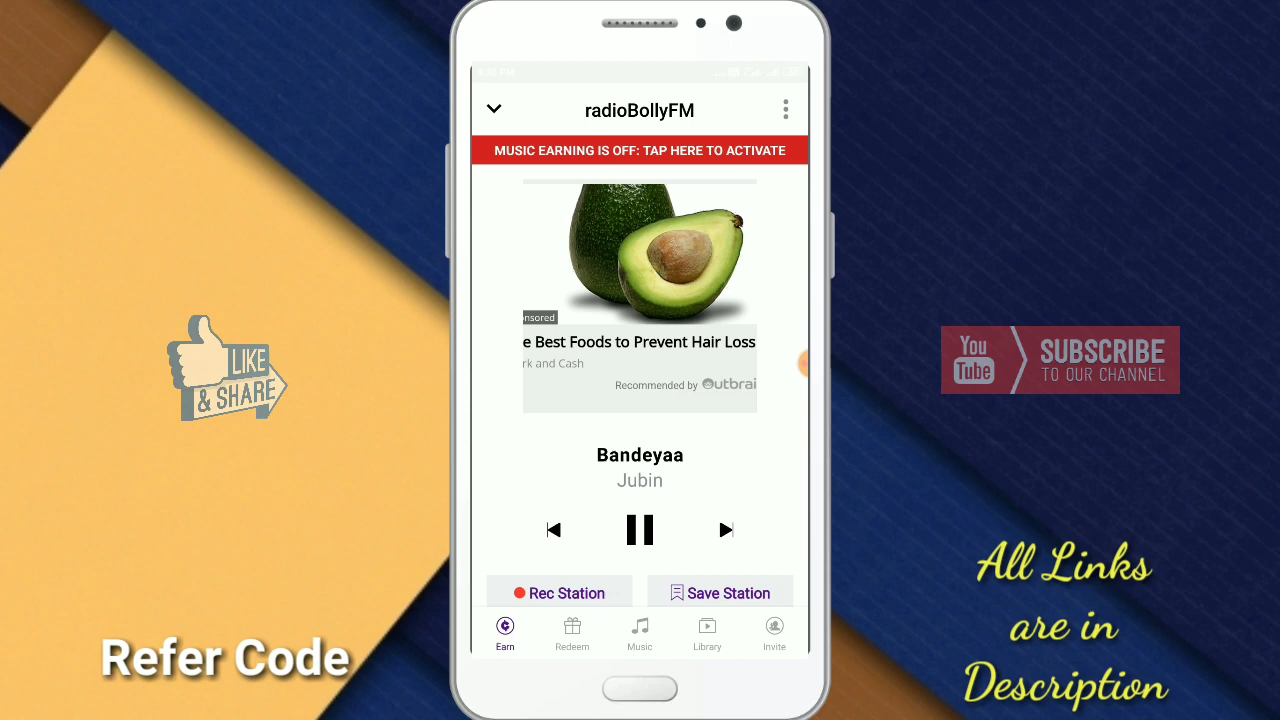 radioBollyFM
MUSIC EARNING IS OFF: TAP HERE TO ACTIVATE
nsored
e Best Foods to Prevent Hair Loss
rk and Cash
Recommended by Outbrai
Bandeyaa
Jubin
Rec Station
Save Station
Earn
Redeem
Music
Library
Invite
LIKE
& SHARE
Refer Code
You
Tube
SUBSCRIBE
TO OUR CHANNEL
All Links
are in
Description